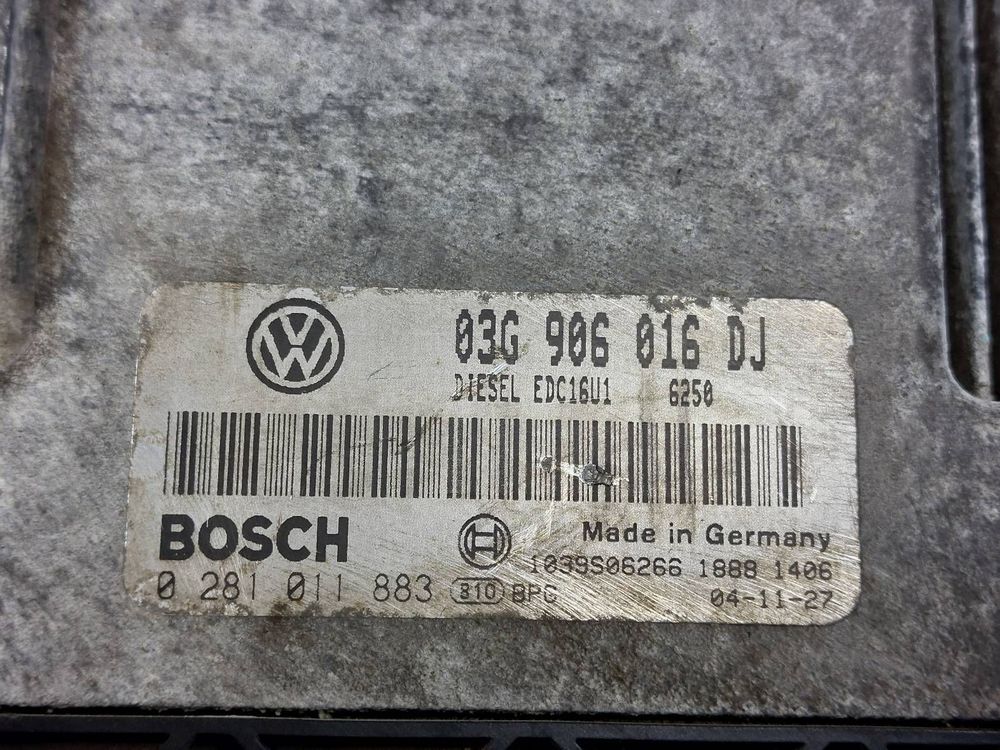 03G 906 016 DJ
DIESEL EDC16U1 6250
BOSCH
Made in Germany
1039S06266 1888 1406
0 281 011 883 310 BPC
04-11-27